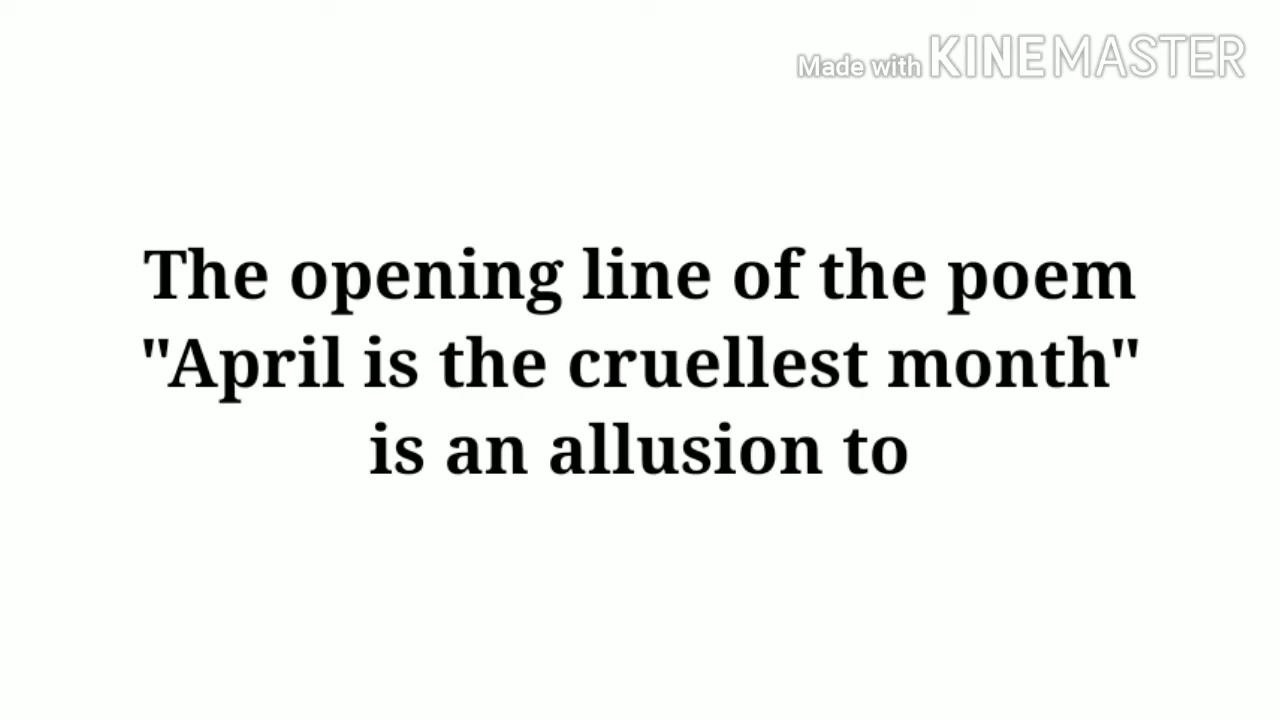 Made with KINEMASTER
The opening line of the poem
"April is the cruellest month"
is an allusion to